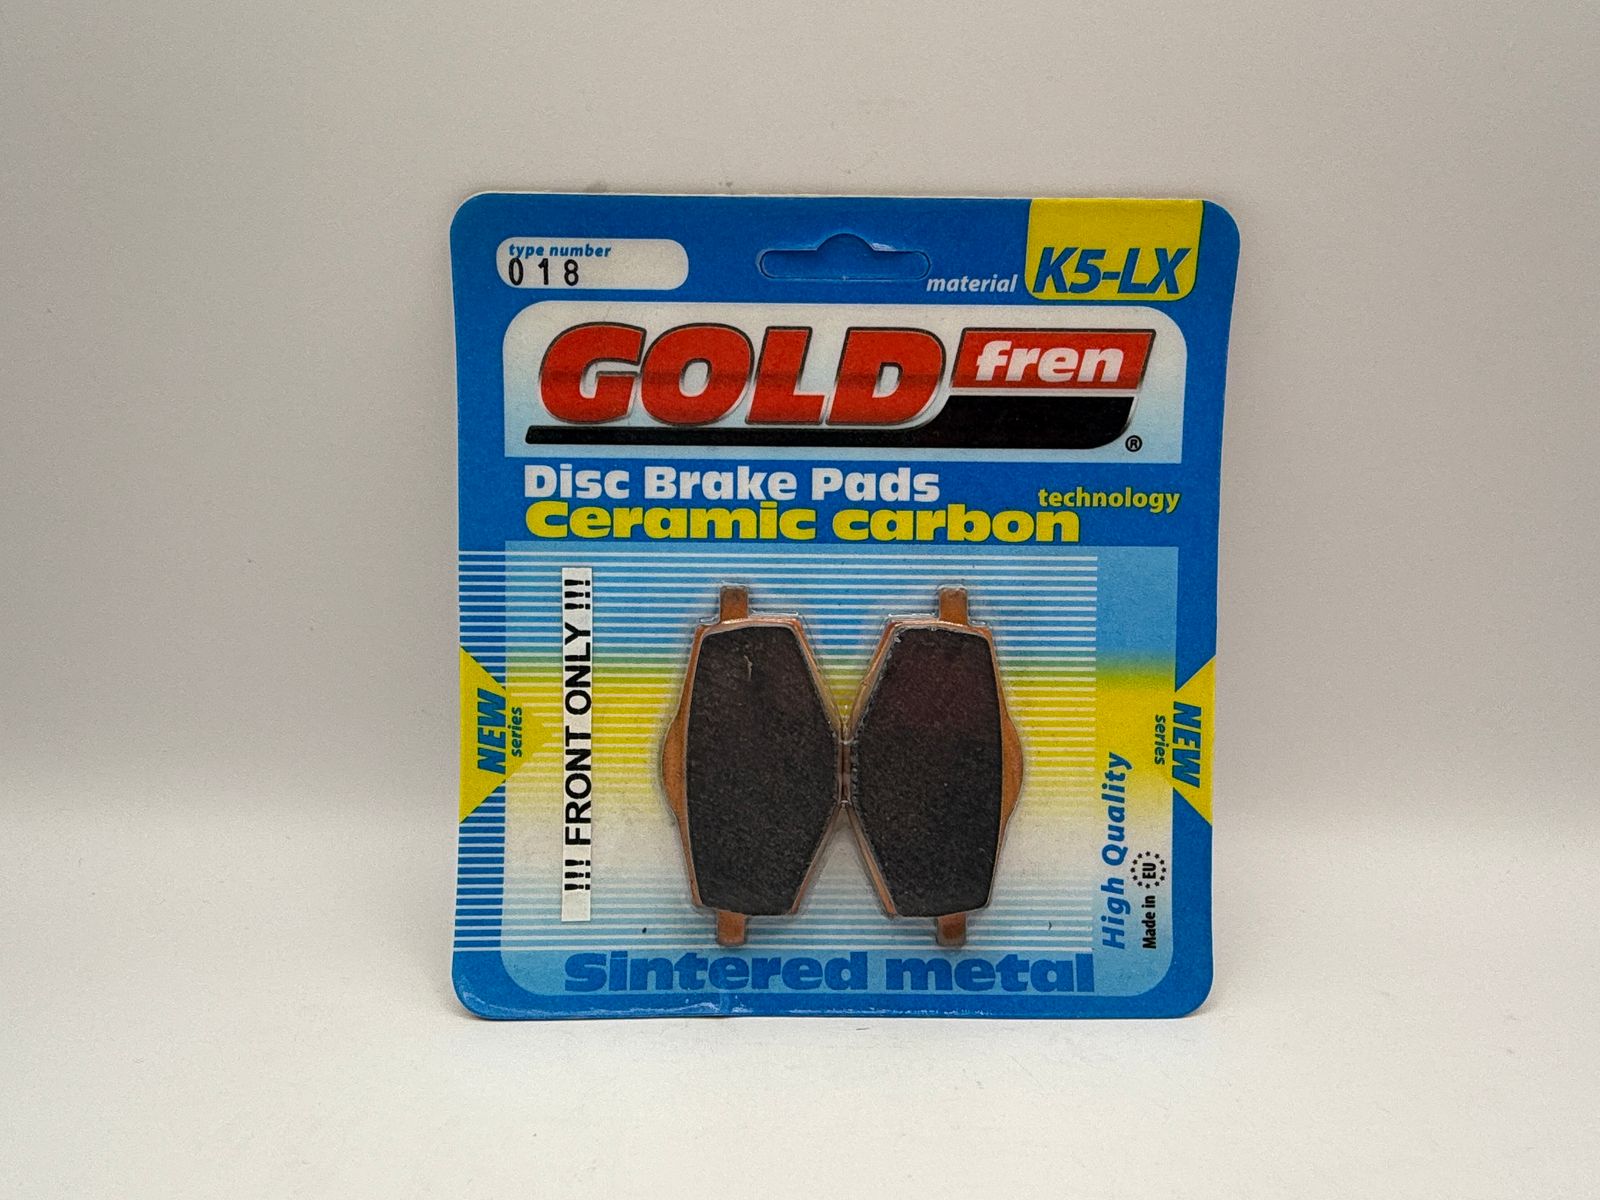 type number
018
material K5-LX
GOLD fren ®
Disc Brake Pads
Ceramic carbon technology
!!! FRONT ONLY !!!
NEW
series
NEW
series
High Quality
Made in EU
Sintered metal